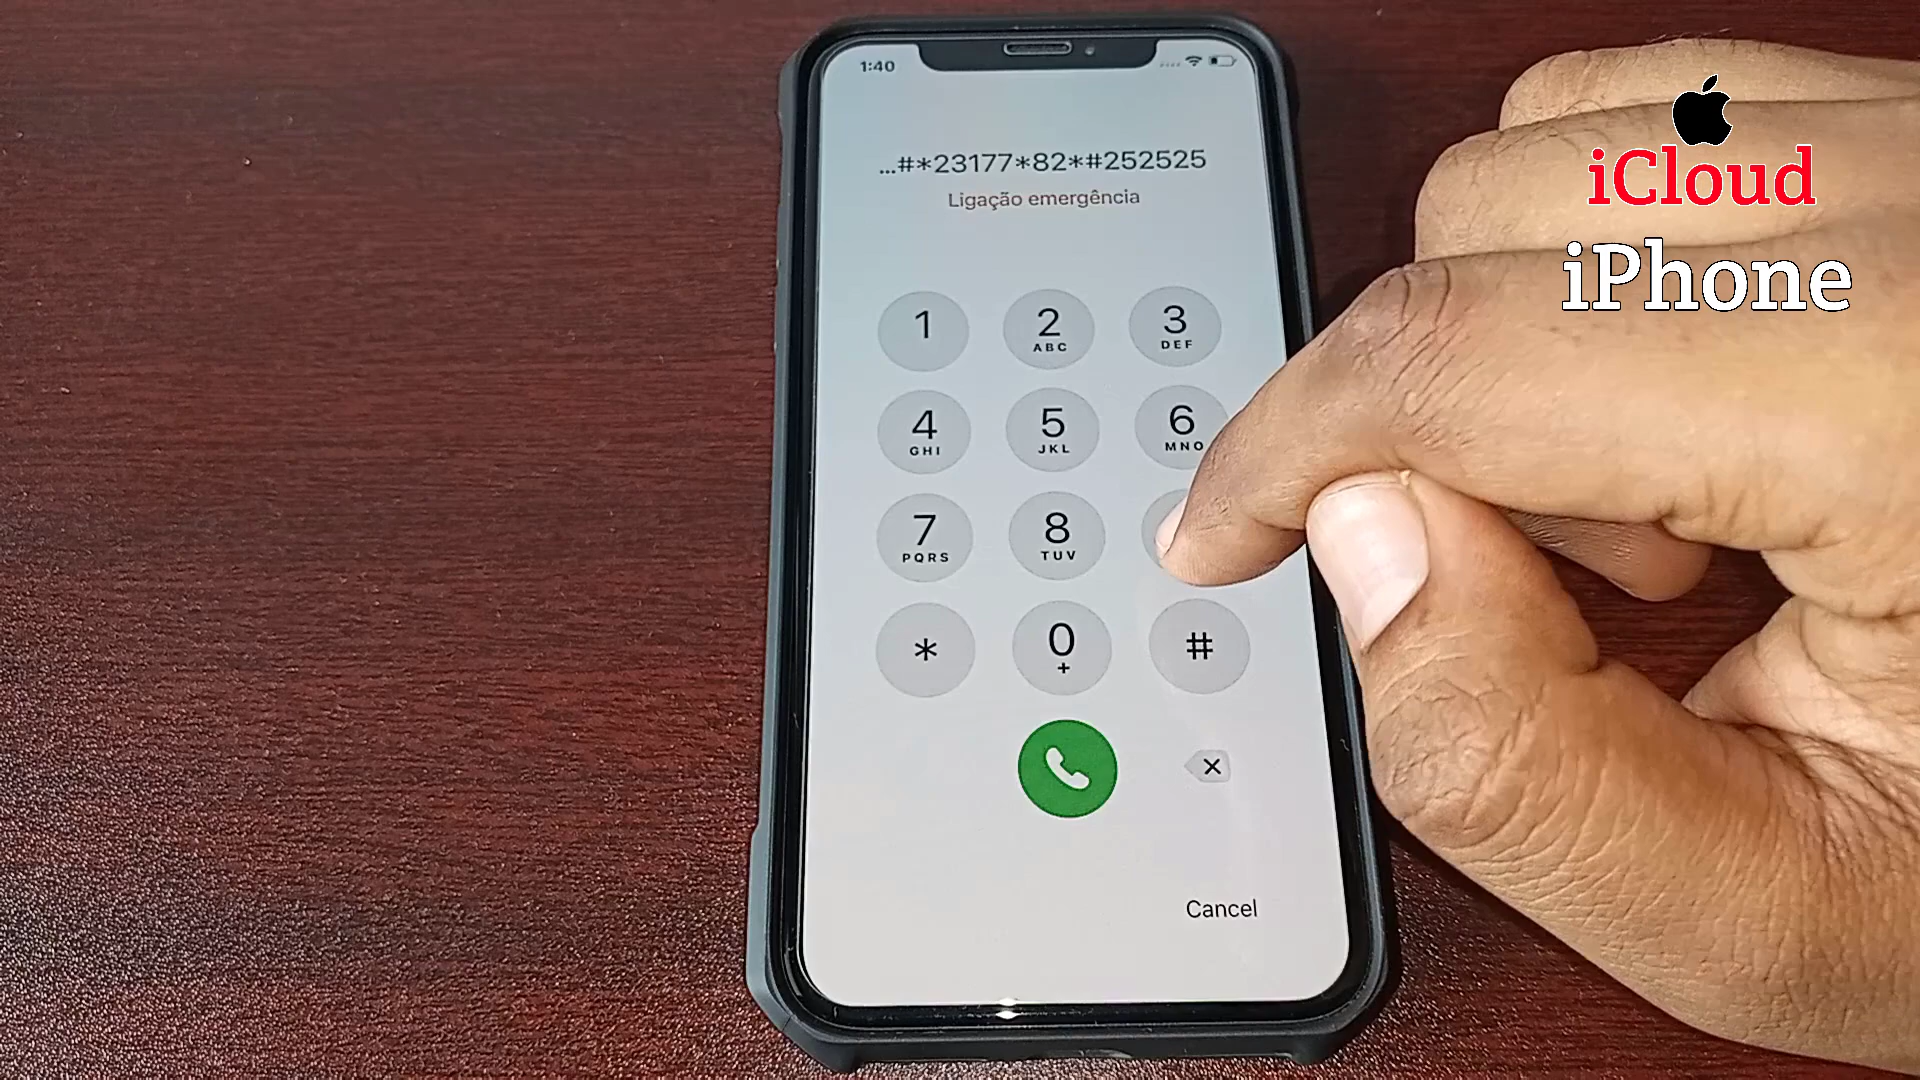 1:40
...#*23177*82*#252525
Ligação emergência
1
2
ABC
3
DEF
4
GHI
5
JKL
6
MNO
7
PQRS
8
TUV
*
0
+
#
Cancel
iCloud
iPhone